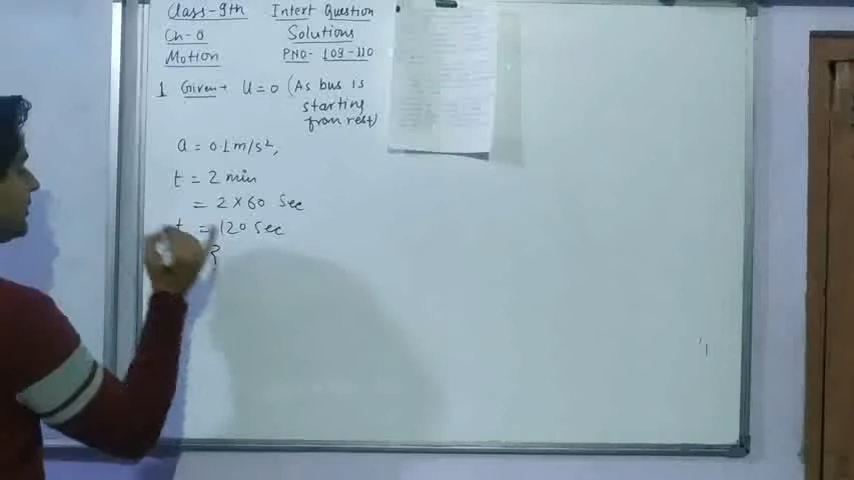 Class-9th Intext Question
Ch-8 Solutions
Motion PNO- 109-110
1 Given→ U=0 (As bus is
starting
from rest)
a = 0.1m/s²,
t = 2 min
= 2×60 Sec
t = 120 Sec
?